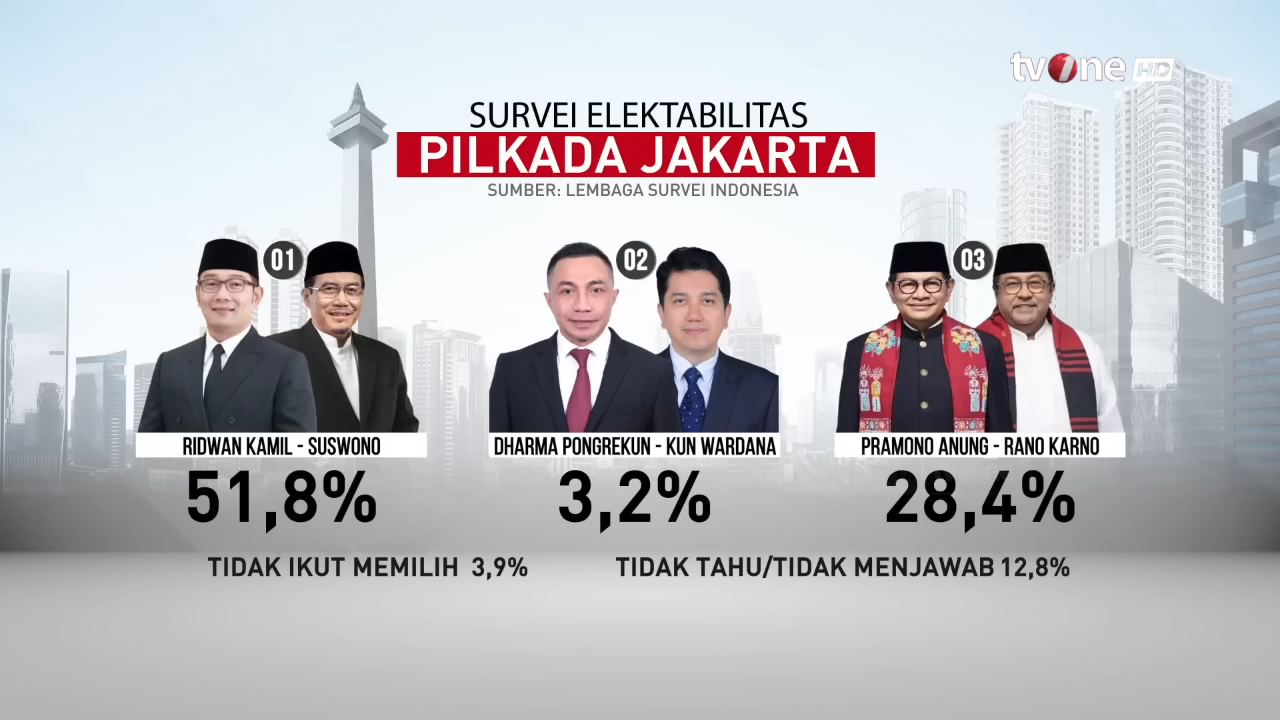 tvOne HD
SURVEI ELEKTABILITAS
PILKADA JAKARTA
SUMBER: LEMBAGA SURVEI INDONESIA
01
02
03
RIDWAN KAMIL - SUSWONO
DHARMA PONGREKUN - KUN WARDANA
PRAMONO ANUNG - RANO KARNO
51,8%
3,2%
28,4%
TIDAK IKUT MEMILIH 3,9%
TIDAK TAHU/TIDAK MENJAWAB 12,8%